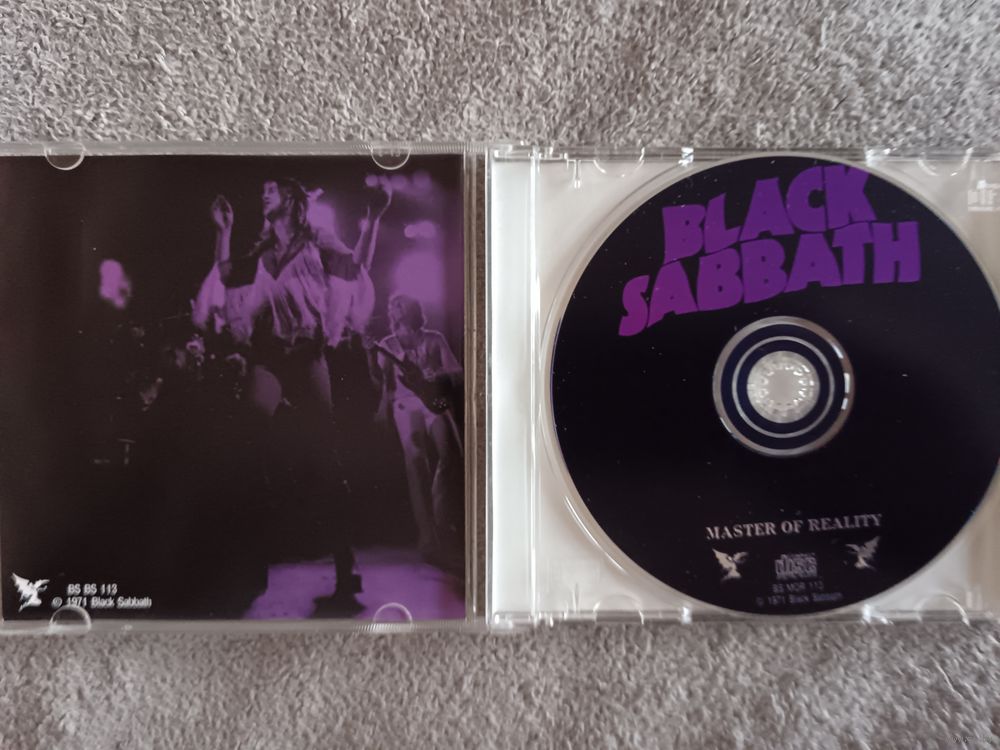 BS BS 113
© 1971 Black Sabbath
BLACK
SABBATH
MASTER OF REALITY
BS MOR 113
© 1971 Black Sabbath